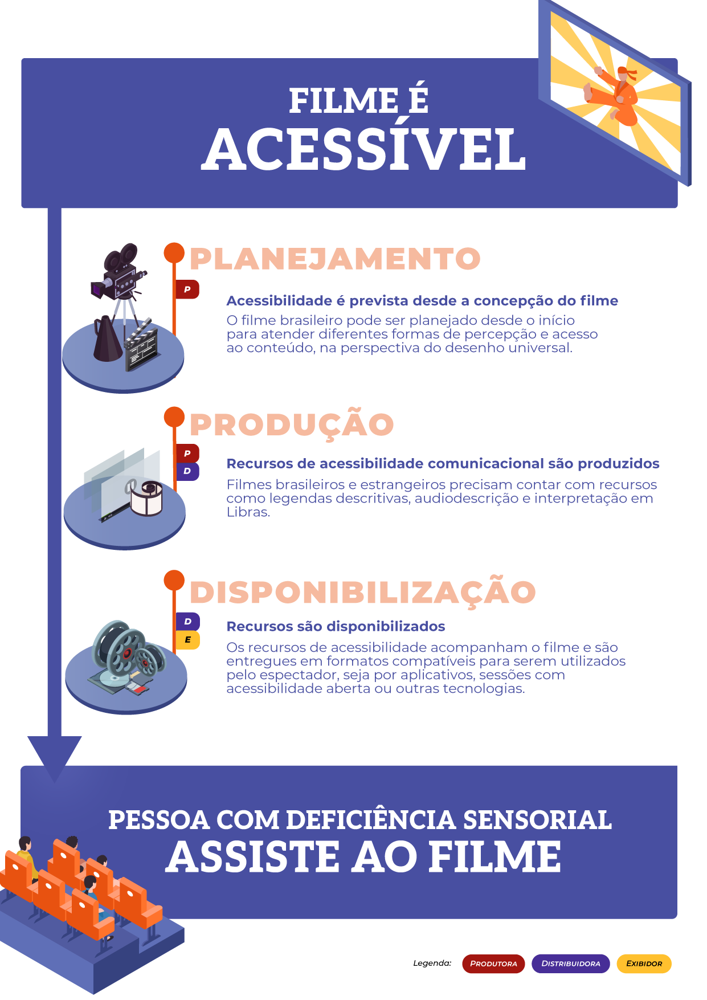 FILME É
ACESSÍVEL
PLANEJAMENTO
P
Acessibilidade é prevista desde a concepção do filme
O filme brasileiro pode ser planejado desde o início
para atender diferentes formas de percepção e acesso
ao conteúdo, na perspectiva do desenho universal.
PRODUÇÃO
P
D
Recursos de acessibilidade comunicacional são produzidos
Filmes brasileiros e estrangeiros precisam contar com recursos
como legendas descritivas, audiodescrição e interpretação em
Libras.
DISPONIBILIZAÇÃO
D
E
Recursos são disponibilizados
Os recursos de acessibilidade acompanham o filme e são
entregues em formatos compatíveis para serem utilizados
pelo espectador, seja por aplicativos, sessões com
acessibilidade aberta ou outras tecnologias.
PESSOA COM DEFICIÊNCIA SENSORIAL
ASSISTE AO FILME
Legenda: PRODUTORA DISTRIBUIDORA EXIBIDOR